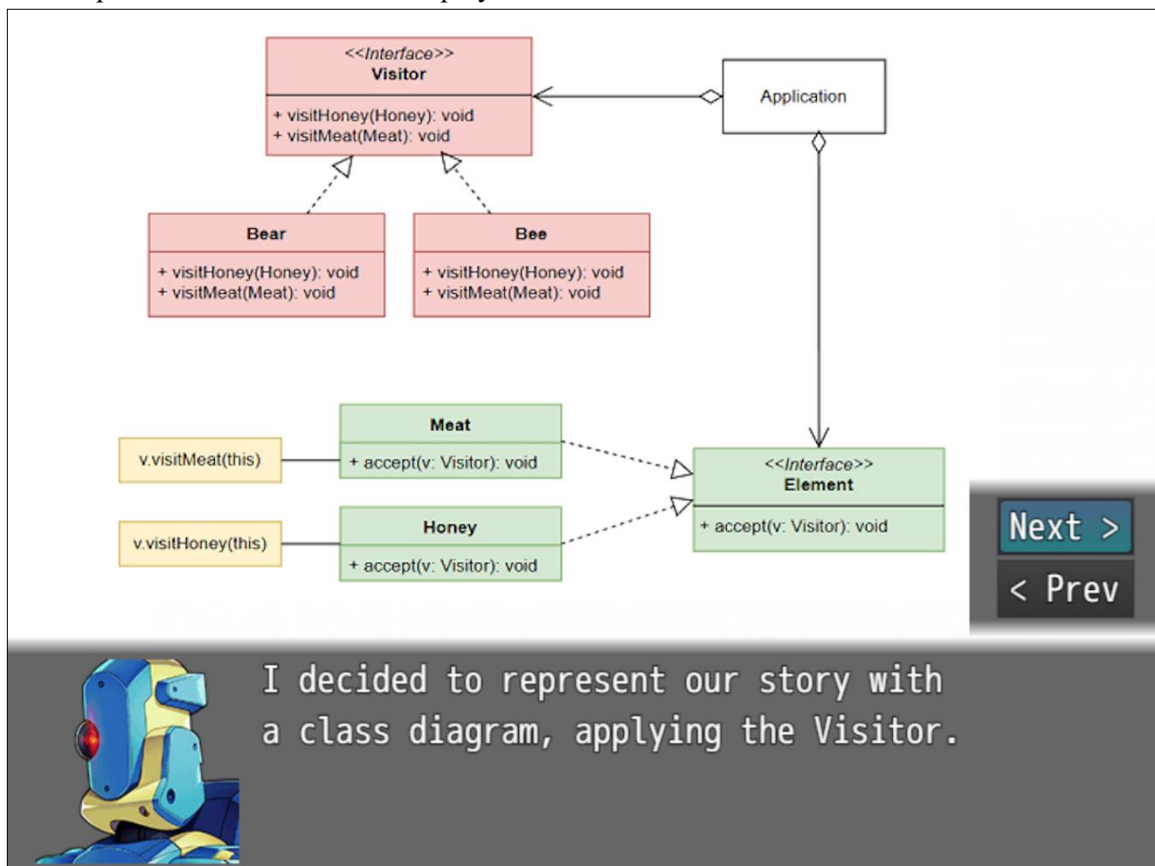 <<Interface>>
Visitor
+ visitHoney(Honey): void
+ visitMeat(Meat): void
Application
Bear
+ visitHoney(Honey): void
+ visitMeat(Meat): void
Bee
+ visitHoney(Honey): void
+ visitMeat(Meat): void
Meat
+ accept(v: Visitor): void
v.visitMeat(this)
Honey
+ accept(v: Visitor): void
v.visitHoney(this)
<<Interface>>
Element
+ accept(v: Visitor): void
Next >
< Prev
I decided to represent our story with
a class diagram, applying the Visitor.